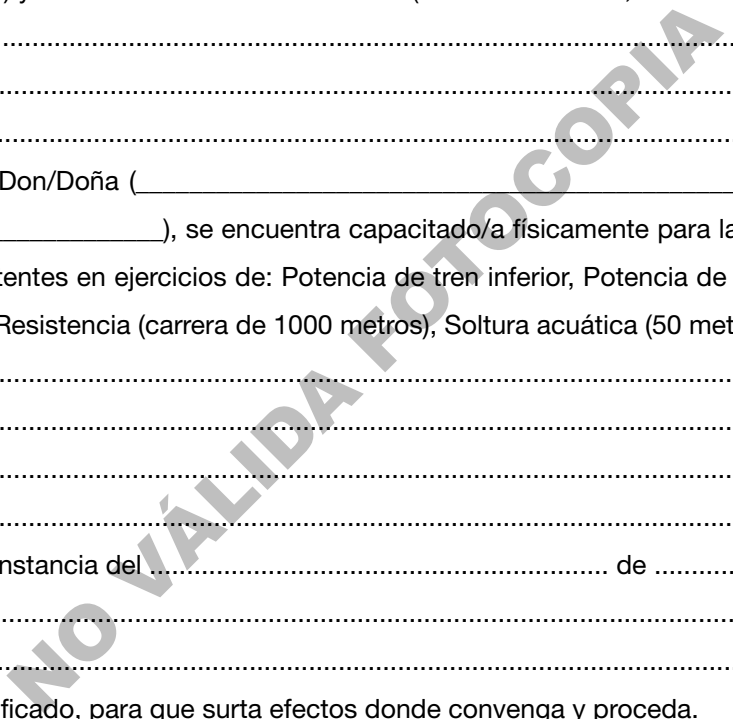 Don/Doña (____________________________________________
____________), se encuentra capacitado/a físicamente para la
tentes en ejercicios de: Potencia de tren inferior, Potencia de
Resistencia (carrera de 1000 metros), Soltura acuática (50 met
nstancia del .......................................................... de ..........
ficado, para que surta efectos donde convenga y proceda.
NO VÁLIDA FOTOCOPIA